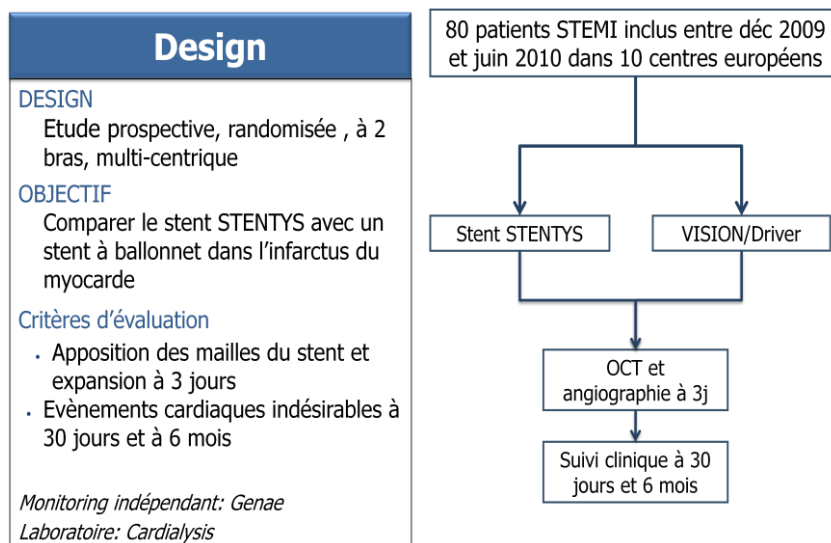 Design
DESIGN
Etude prospective, randomisée , à 2
bras, multi-centrique
OBJECTIF
Comparer le stent STENTYS avec un
stent à ballonnet dans l'infarctus du
myocarde
Critères d'évaluation
• Apposition des mailles du stent et
expansion à 3 jours
• Evènements cardiaques indésirables à
30 jours et à 6 mois
Monitoring indépendant: Genae
Laboratoire: Cardialysis
80 patients STEMI inclus entre déc 2009
et juin 2010 dans 10 centres européens
Stent STENTYS
VISION/Driver
OCT et
angiographie à 3j
Suivi clinique à 30
jours et 6 mois